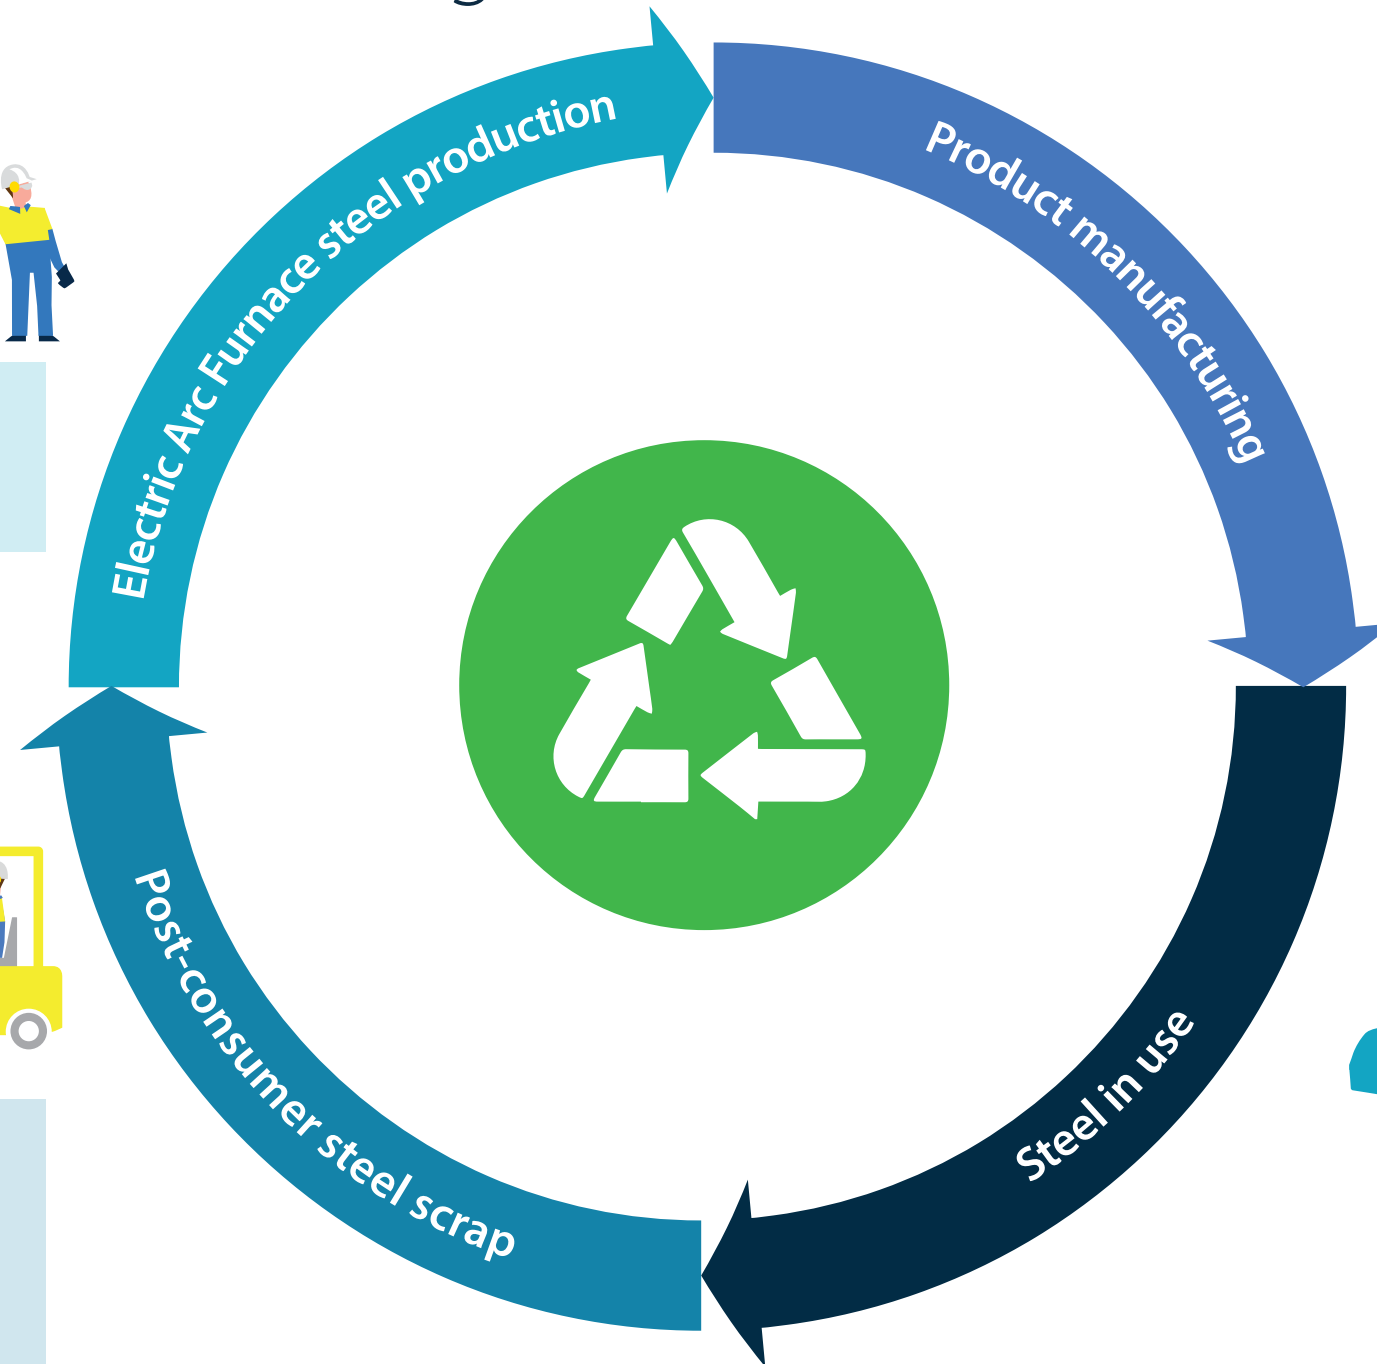 Electric Arc Furnace steel production
Product manufacturing
Steel in use
Post-consumer steel scrap